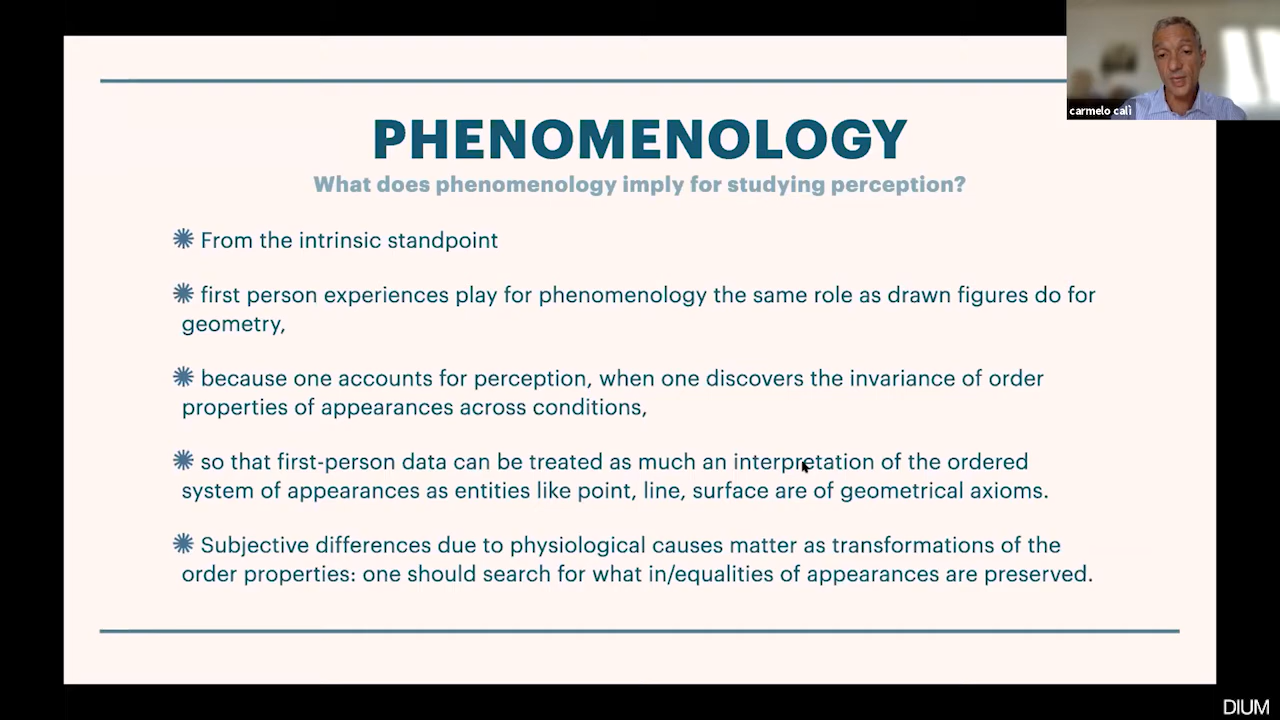 carmelo calì
PHENOMENOLOGY
What does phenomenology imply for studying perception?
From the intrinsic standpoint
first person experiences play for phenomenology the same role as drawn figures do for
geometry,
because one accounts for perception, when one discovers the invariance of order
properties of appearances across conditions,
so that first-person data can be treated as much an interpretation of the ordered
system of appearances as entities like point, line, surface are of geometrical axioms.
Subjective differences due to physiological causes matter as transformations of the
order properties: one should search for what in/equalities of appearances are preserved.
DIUM